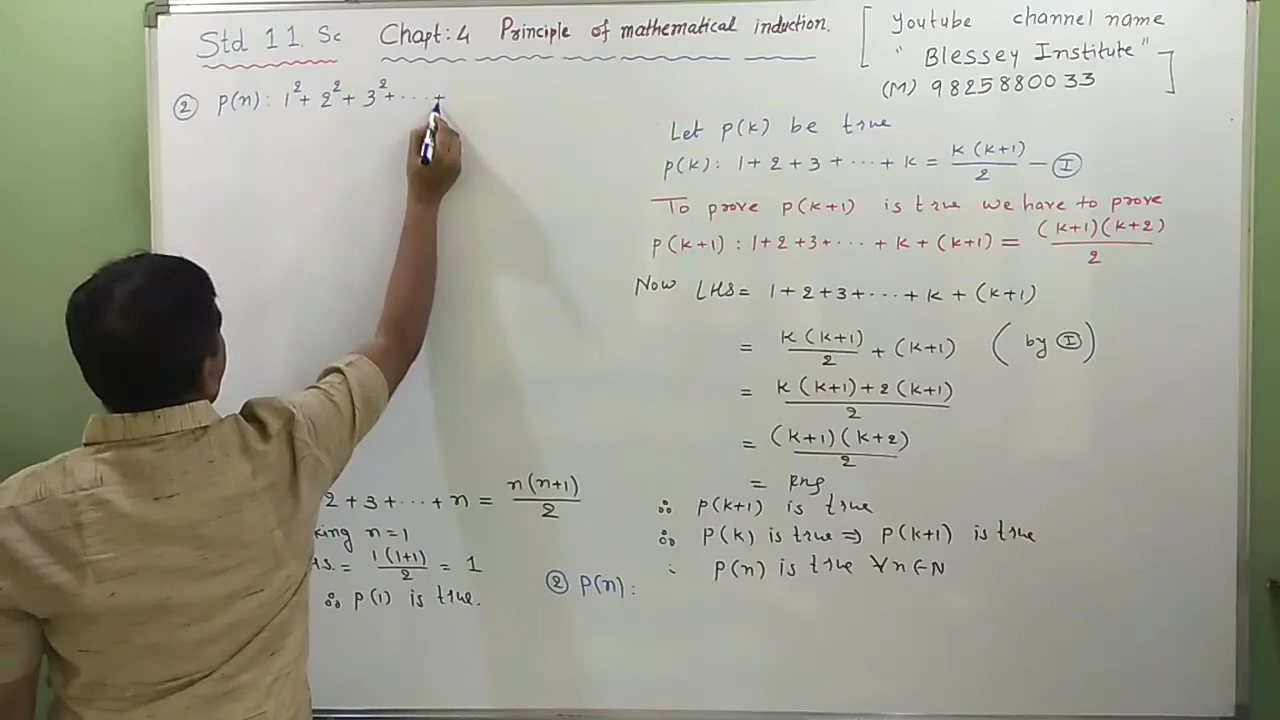 Std 11. Sc Chapt: 4 Principle of mathematical induction.
[ Youtube channel name
" Blessey Institute "
(M) 9825880033 ]
② P(n): 1² + 2² + 3² + ... +
2 + 3 + ... + n = n(n+1)/2
king n = 1
HS. = 1(1+1)/2 = 1
∴ P(1) is true.
② P(n):
Let P(k) be true
P(k): 1 + 2 + 3 + ... + k = k(k+1)/2 — Ⓘ
To prove P(k+1) is true we have to prove
P(k+1): 1 + 2 + 3 + ... + k + (k+1) = (k+1)(k+2)/2
Now LHS = 1 + 2 + 3 + ... + k + (k+1)
= k(k+1)/2 + (k+1) ( by Ⓘ )
= k(k+1) + 2(k+1)/2
= (k+1)(k+2)/2
= RHS
∴ P(k+1) is true
∴ P(k) is true ⇒ P(k+1) is true
∴ P(n) is true ∀ n ∈ N